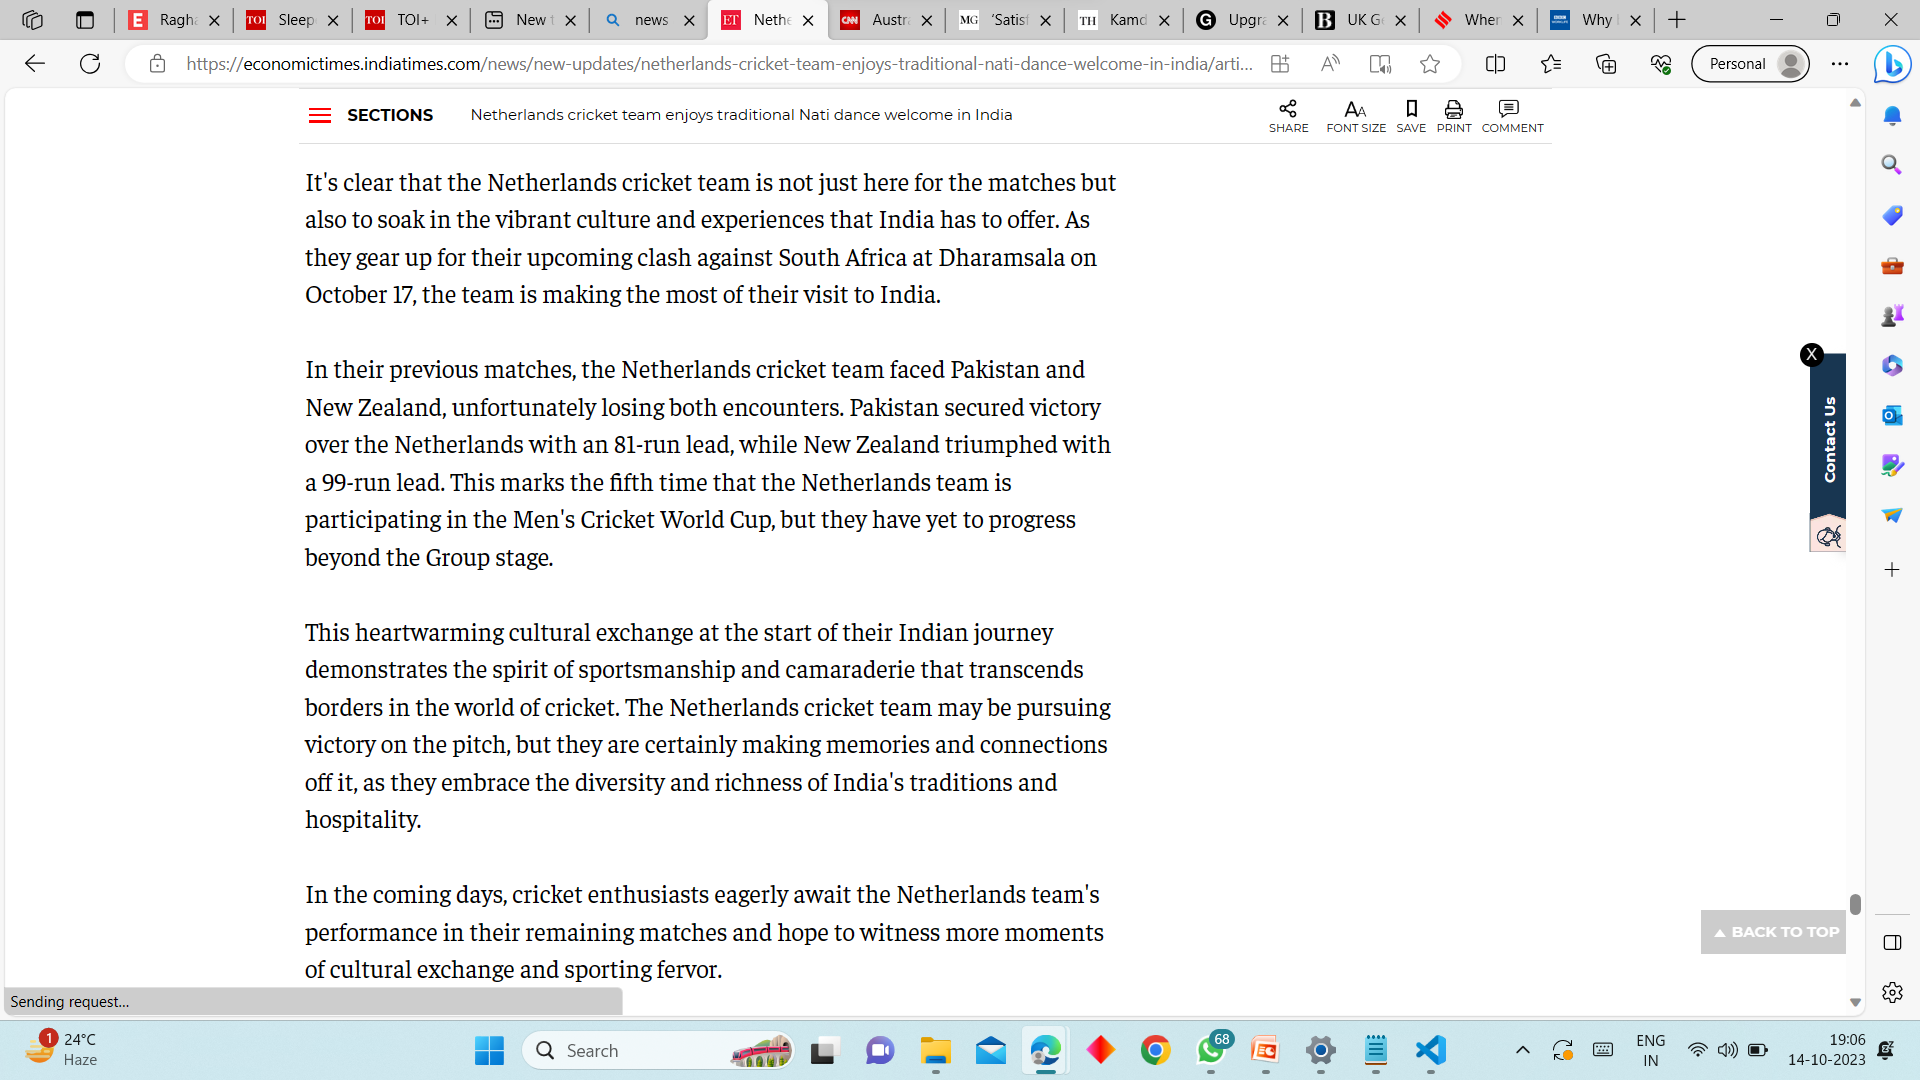 Ragha
Sleep
TOI+
New t
news
Nethe
Austra
'Satisf
Kamd
Upgra
UK Ge
When
Why
https://economictimes.indiatimes.com/news/new-updates/netherlands-cricket-team-enjoys-traditional-nati-dance-welcome-in-india/arti...
Personal
SECTIONS
Netherlands cricket team enjoys traditional Nati dance welcome in India
SHARE
FONT SIZE
SAVE
PRINT
COMMENT
It's clear that the Netherlands cricket team is not just here for the matches but
also to soak in the vibrant culture and experiences that India has to offer. As
they gear up for their upcoming clash against South Africa at Dharamsala on
October 17, the team is making the most of their visit to India.
In their previous matches, the Netherlands cricket team faced Pakistan and
New Zealand, unfortunately losing both encounters. Pakistan secured victory
over the Netherlands with an 81-run lead, while New Zealand triumphed with
a 99-run lead. This marks the fifth time that the Netherlands team is
participating in the Men's Cricket World Cup, but they have yet to progress
beyond the Group stage.
This heartwarming cultural exchange at the start of their Indian journey
demonstrates the spirit of sportsmanship and camaraderie that transcends
borders in the world of cricket. The Netherlands cricket team may be pursuing
victory on the pitch, but they are certainly making memories and connections
off it, as they embrace the diversity and richness of India's traditions and
hospitality.
In the coming days, cricket enthusiasts eagerly await the Netherlands team's
performance in their remaining matches and hope to witness more moments
of cultural exchange and sporting fervor.
X
Contact Us
BACK TO TOP
Sending request...
1
24°C
Haze
Search
68
ENG
IN
19:06
14-10-2023